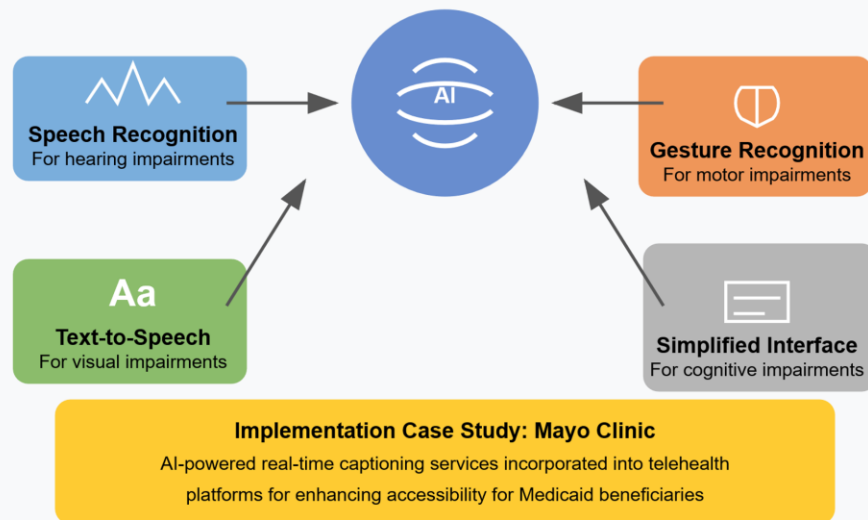 AI
Speech Recognition
For hearing impairments
Gesture Recognition
For motor impairments
Aa
Text-to-Speech
For visual impairments
Simplified Interface
For cognitive impairments
Implementation Case Study: Mayo Clinic
AI-powered real-time captioning services incorporated into telehealth
platforms for enhancing accessibility for Medicaid beneficiaries